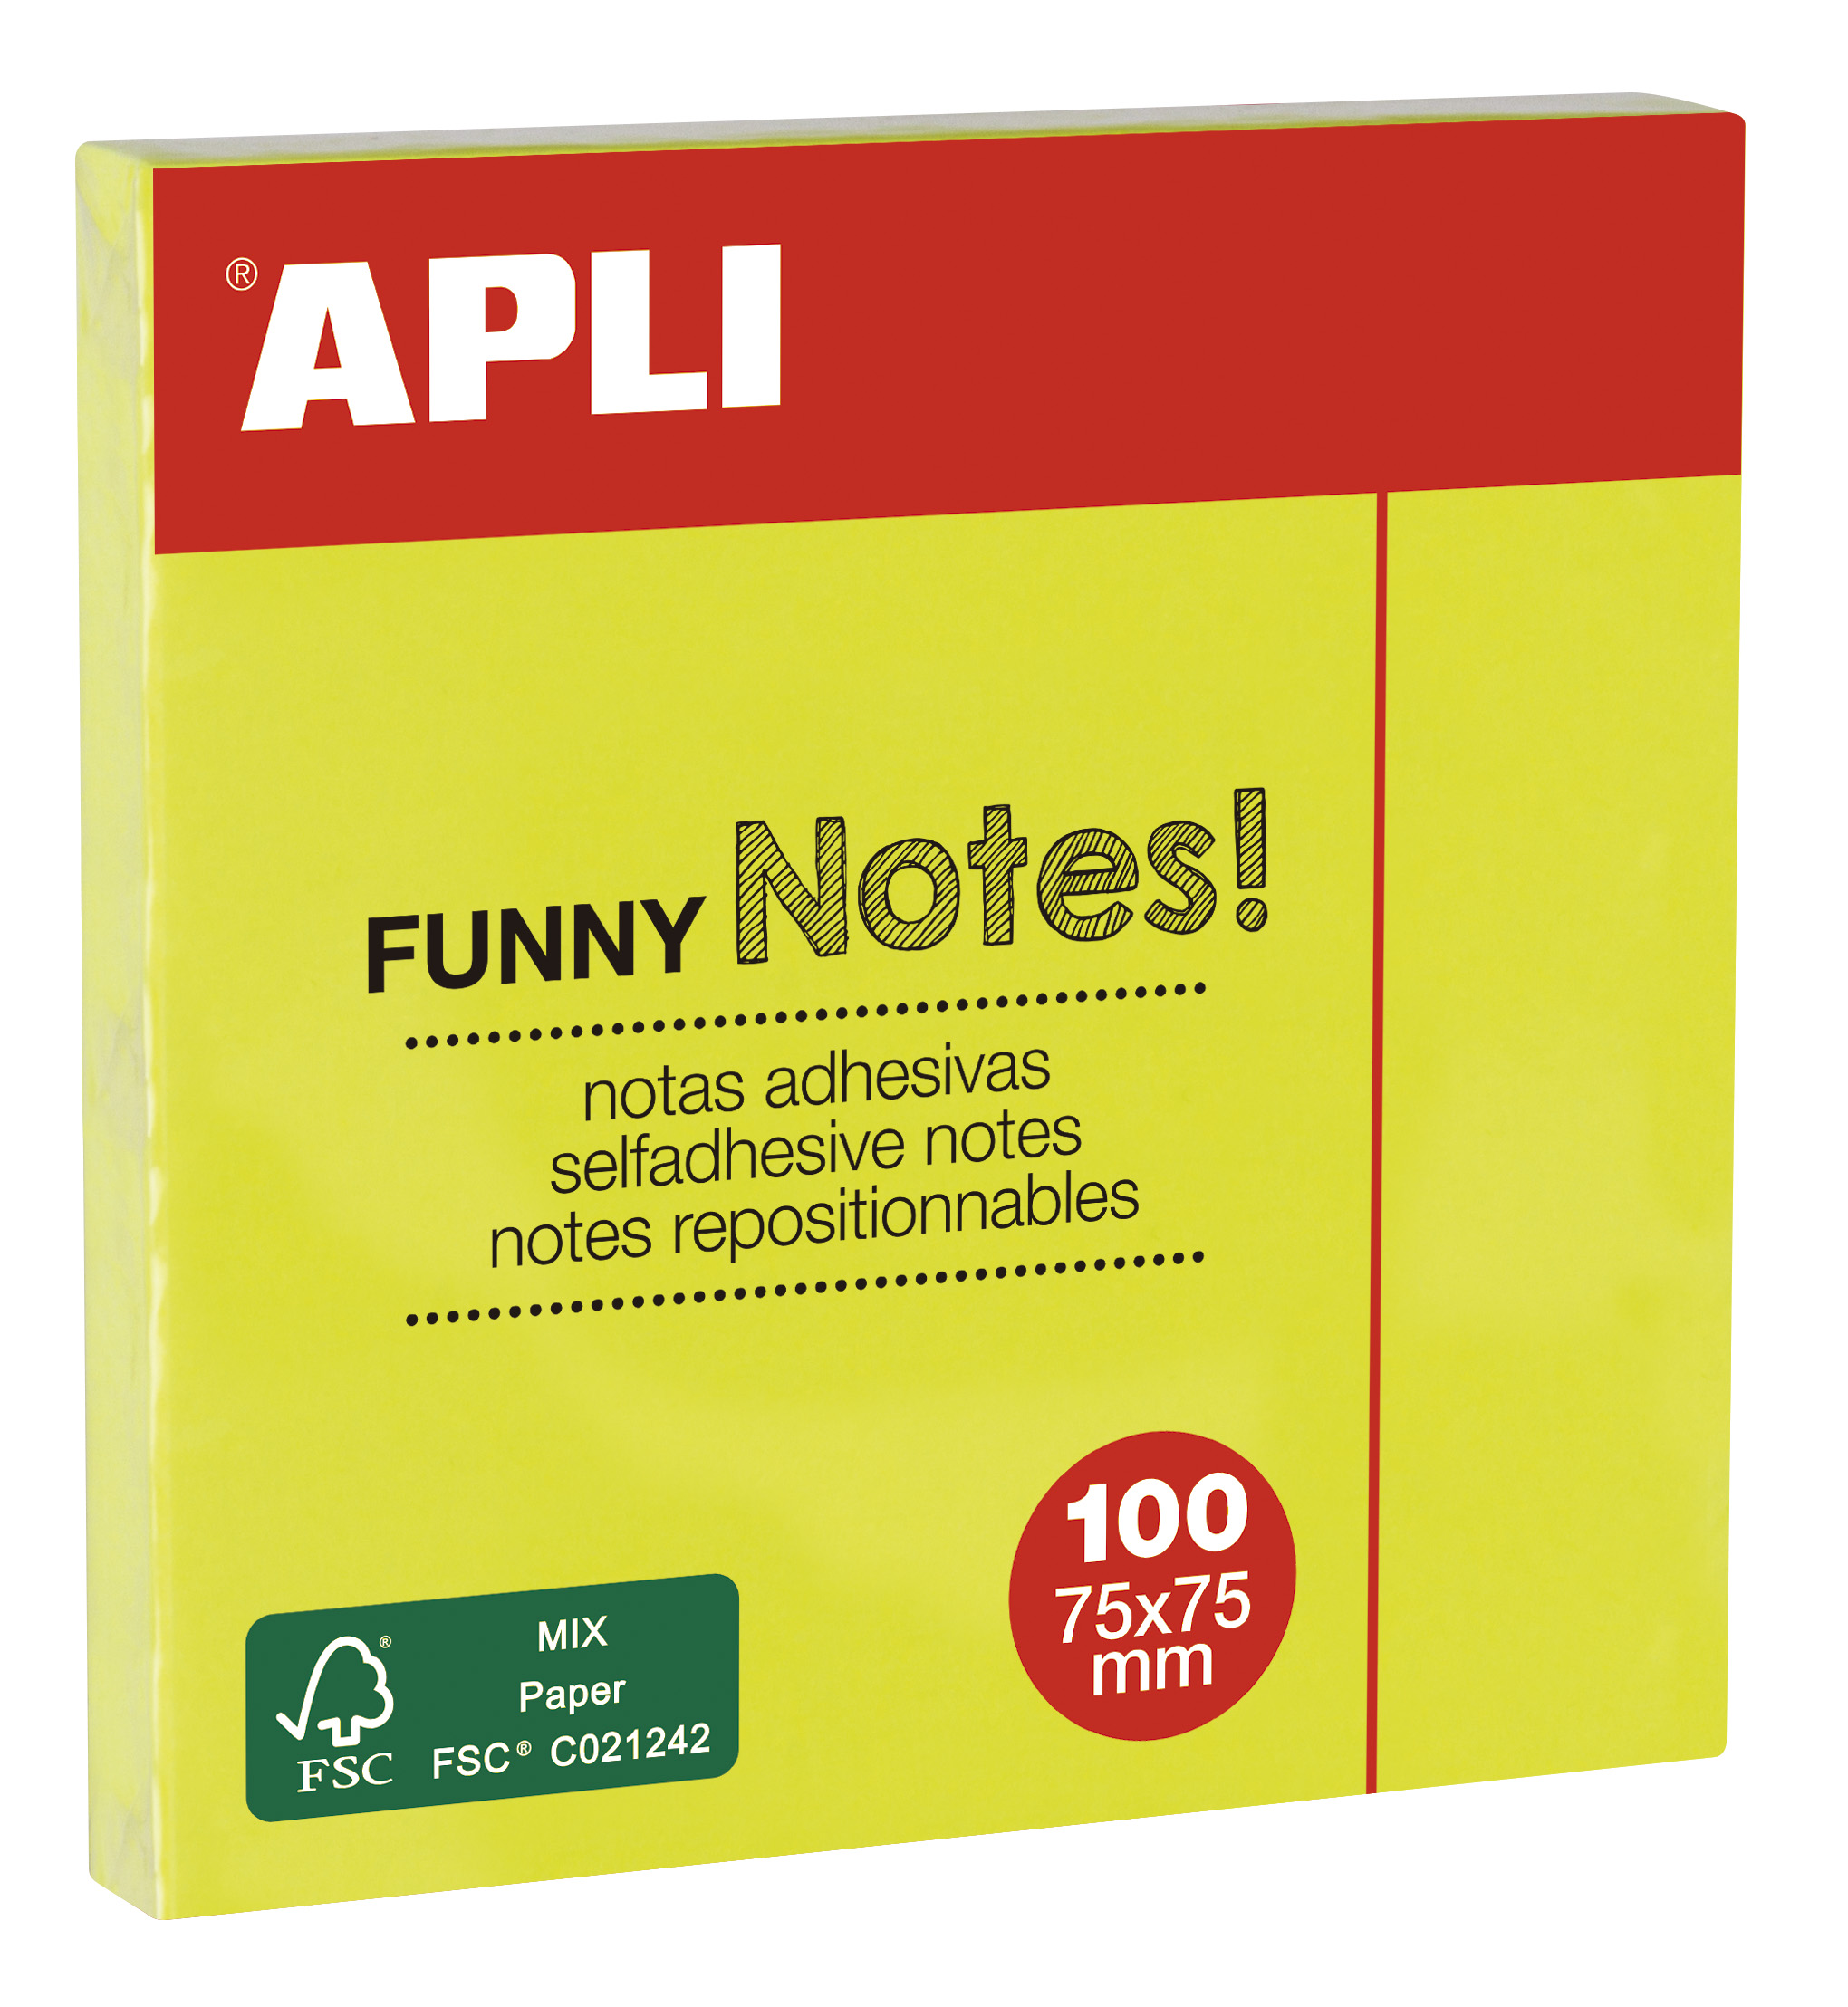 ® APLI
FUNNY Notes!
notas adhesivas
selfadhesive notes
notes repositionnables
100
75x75
mm
®
FSC
MIX
Paper
FSC® C021242